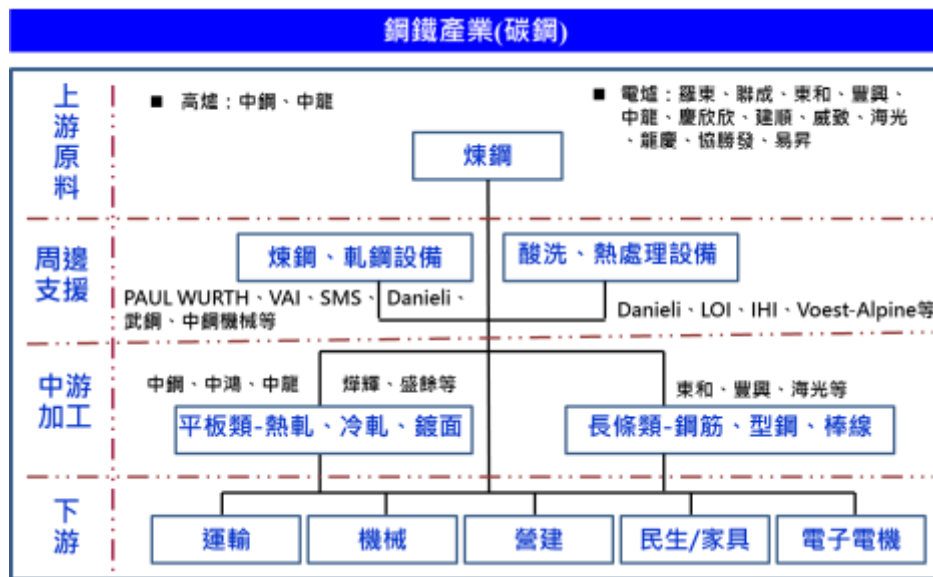 鋼鐵產業(碳鋼)
上游原料
■ 高爐：中鋼、中龍
■ 電爐：羅東、聯成、東和、豐興、
中龍、慶欣欣、建順、威致、海光
、龍慶、協勝發、易昇
煉鋼
周邊
支援
煉鋼、軋鋼設備
酸洗、熱處理設備
PAUL WURTH、VAI、SMS、Danieli、
武鋼、中鋼機械等
Danieli、LOI、IHI、Voest-Alpine等
中游
加工
中鋼、中鴻、中龍
燁輝、盛餘等
東和、豐興、海光等
平板類-熱軋、冷軋、鍍面
長條類-鋼筋、型鋼、棒線
下游
運輸
機械
營建
民生/家具
電子電機